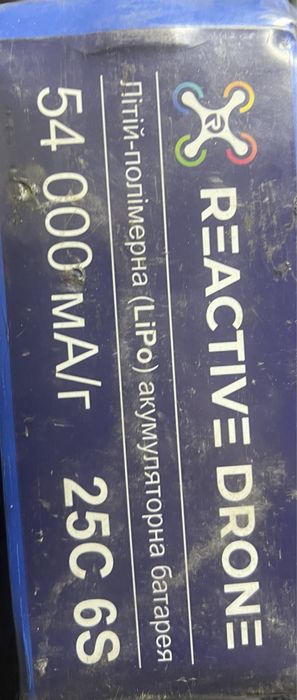 REACTIVE DRONE
Літій-полімерна (LiPo) акумуляторна батарея
54 000 мА/г 25C 6S